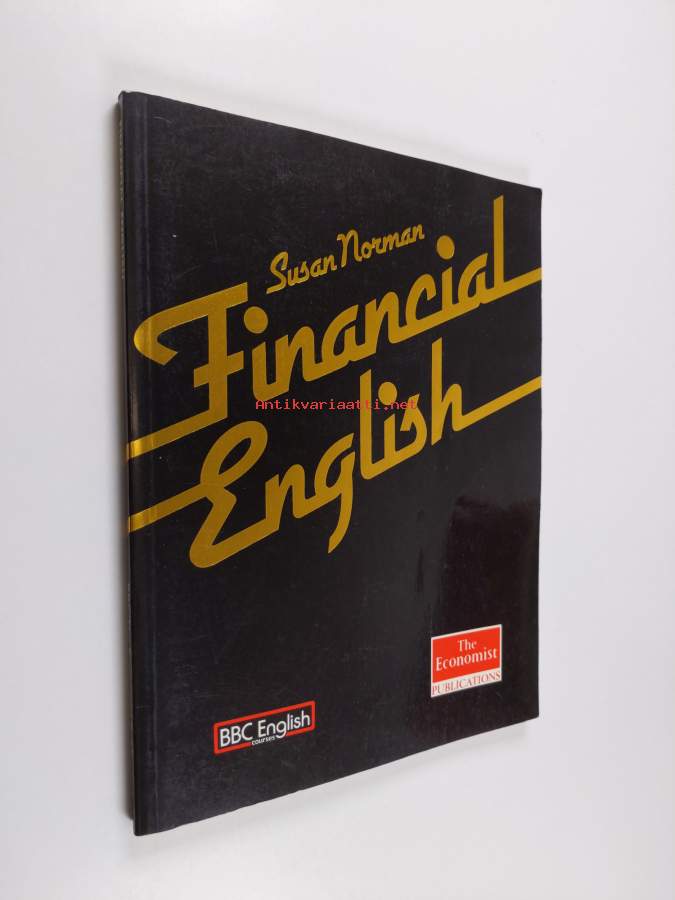 Susan Norman
Financial
English
Antikvariaatti.net
The
Economist
PUBLICATIONS
BBC English
courses